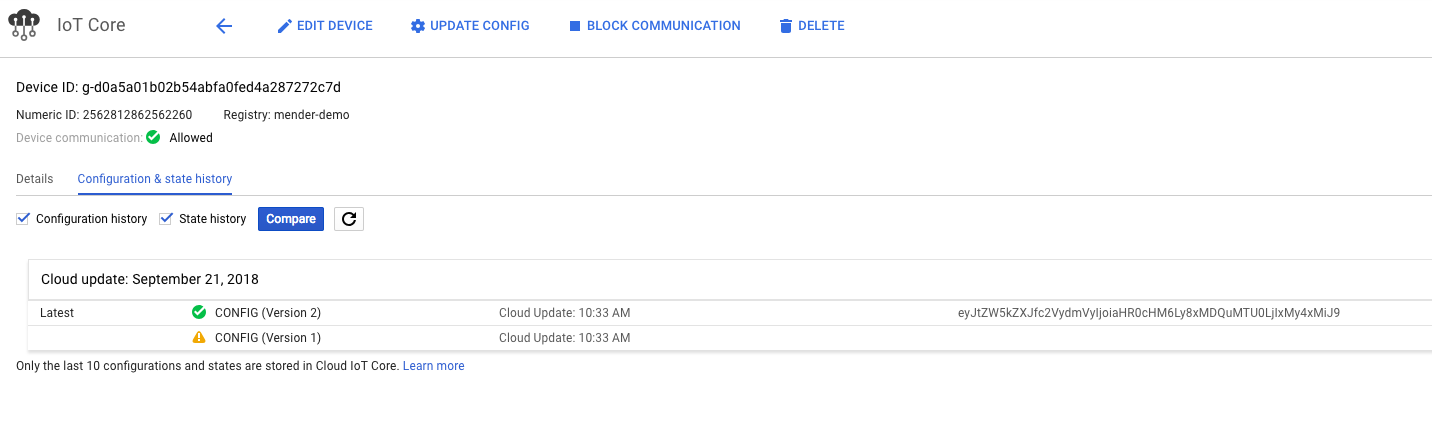 IoT Core
EDIT DEVICE
UPDATE CONFIG
BLOCK COMMUNICATION
DELETE
Device ID: g-d0a5a01b02b54abfa0fed4a287272c7d
Numeric ID: 2562812862562260 Registry: mender-demo
Device communication: Allowed
Details Configuration & state history
Configuration history State history Compare
Cloud update: September 21, 2018
Latest CONFIG (Version 2) Cloud Update: 10:33 AM eyJtZW5kZXJfc2VydmVyIjoiaHR0cHM6Ly8xMDQuMTU0LjIxMy4xMiJ9
CONFIG (Version 1) Cloud Update: 10:33 AM
Only the last 10 configurations and states are stored in Cloud IoT Core. Learn more